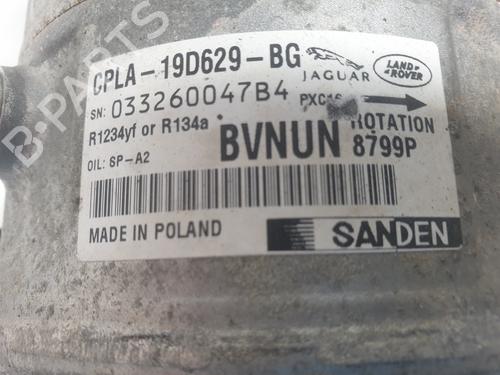 CPLA-19D629-BG
JAGUAR
LAND ROVER
SN: 033260047B4
PXC16
R1234yf or R134a
BVNUN
ROTATION
OIL: SP-A2
8799P
MADE IN POLAND
SANDEN
B-PARTS